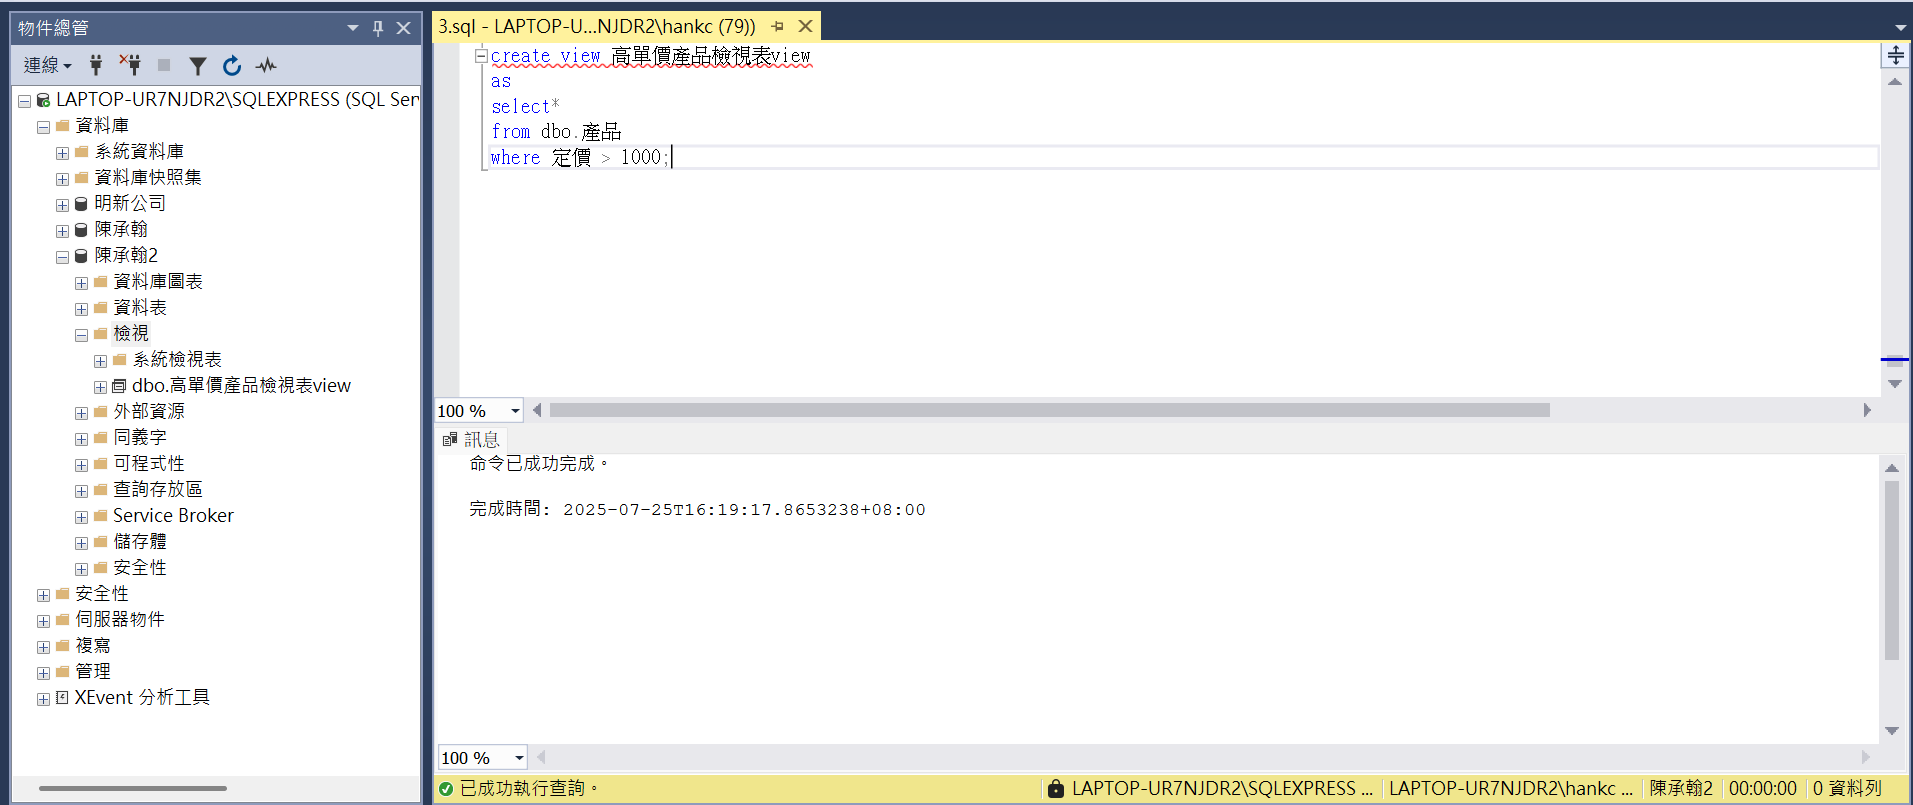 物件總管
連線
LAPTOP-UR7NJDR2\SQLEXPRESS (SQL Ser
資料庫
系統資料庫
資料庫快照集
明新公司
陳承翰
陳承翰2
資料庫圖表
資料表
檢視
系統檢視表
dbo.高單價產品檢視表view
外部資源
同義字
可程式性
查詢存放區
Service Broker
儲存體
安全性
安全性
伺服器物件
複寫
管理
XEvent 分析工具
3.sql - LAPTOP-U...NJDR2\hankc (79))
create view 高單價產品檢視表view
as
select*
from dbo.產品
where 定價 > 1000;
100 %
訊息
命令已成功完成。
完成時間: 2025-07-25T16:19:17.8653238+08:00
100 %
已成功執行查詢。 LAPTOP-UR7NJDR2\SQLEXPRESS ... LAPTOP-UR7NJDR2\hankc ... 陳承翰2 00:00:00 0 資料列